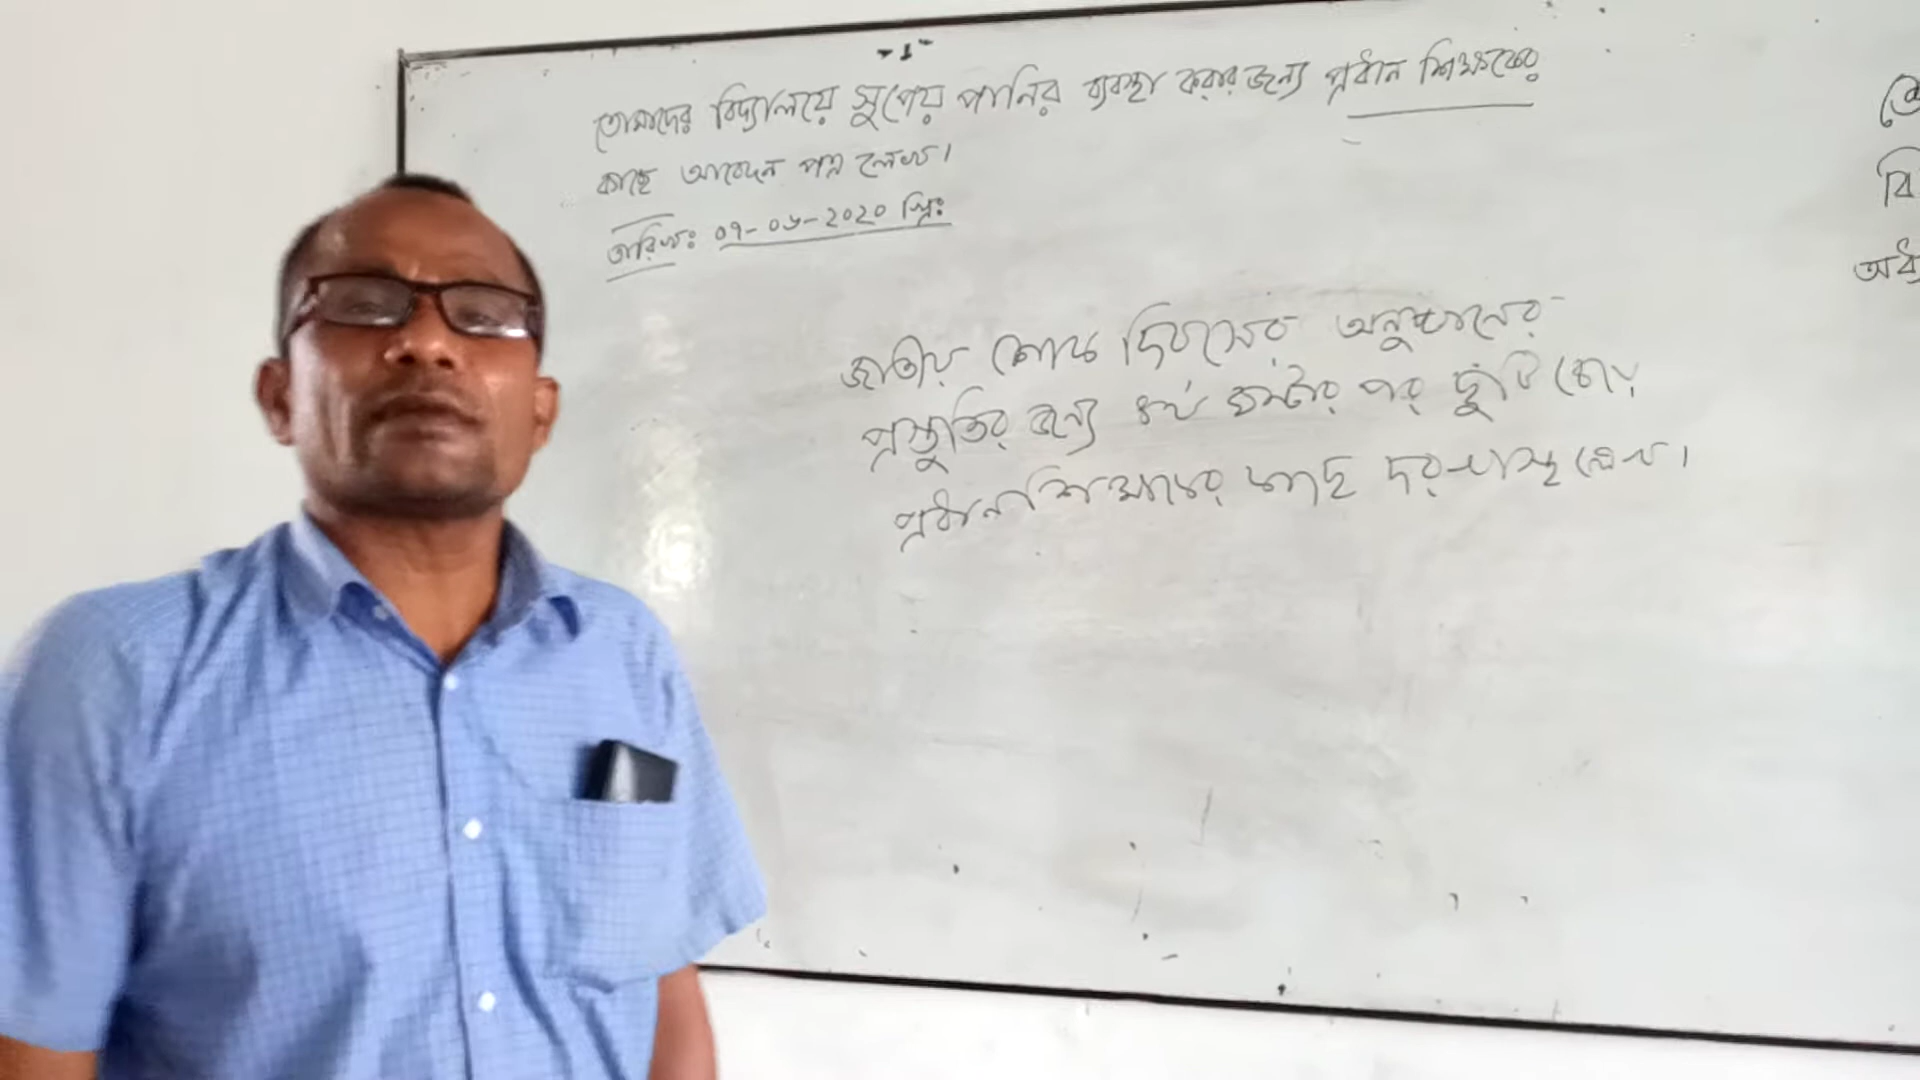 তোমাদের বিদ্যালয়ে সুপেয় পানির ব্যবস্থা করার জন্য প্রধান শিক্ষকের
কাছে আবেদন পত্র লেখ।
তারিখঃ ০৭-০৬-২০২০ খ্রিঃ
জাতীয় শোক দিবসের অনুষ্ঠানের
প্রস্তুতির জন্য ৪র্থ ঘন্টার পর ছুটি চেয়ে
প্রধান শিক্ষকের কাছে দরখাস্ত লেখ।
বি